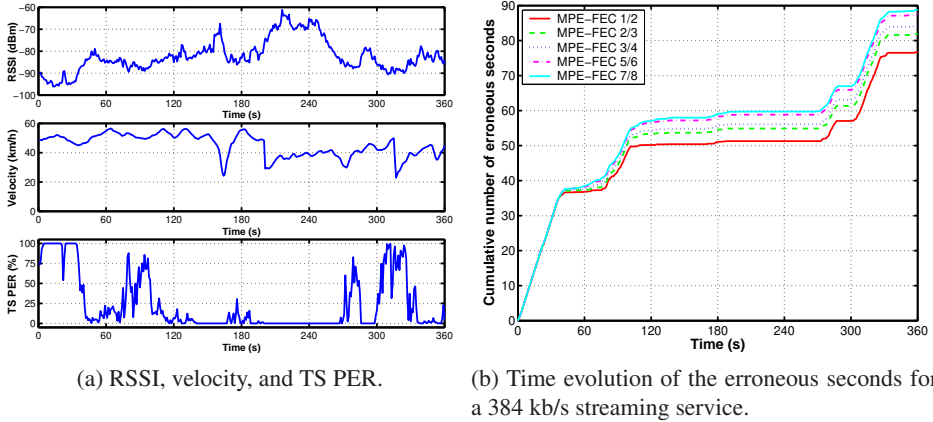 −60
−70
−80
−90
−100
RSSI (dBm)
0 60 120 180 240 300 360
Time (s)
60
40
20
0
Velocity (km/h)
0 60 120 180 240 300 360
Time (s)
100
75
50
25
0
TS PER (%)
0 60 120 180 240 300 360
Time (s)
(a) RSSI, velocity, and TS PER.
90
80
70
60
50
40
30
20
10
0
Cumulative number of erroneous seconds
MPE−FEC 1/2
MPE−FEC 2/3
MPE−FEC 3/4
MPE−FEC 5/6
MPE−FEC 7/8
0 60 120 180 240 300 360
Time (s)
(b) Time evolution of the erroneous seconds for
a 384 kb/s streaming service.